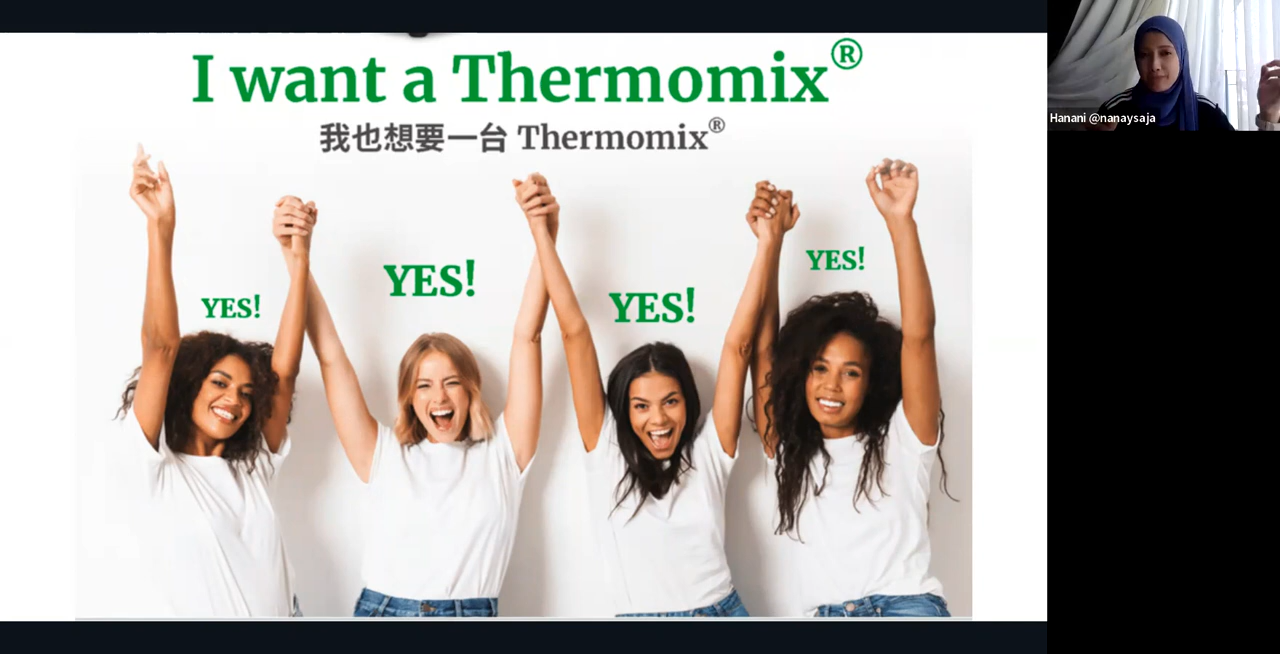 I want a Thermomix®
我也想要一台 Thermomix®
YES!
YES!
YES!
YES!
Hanani @nanaysaja